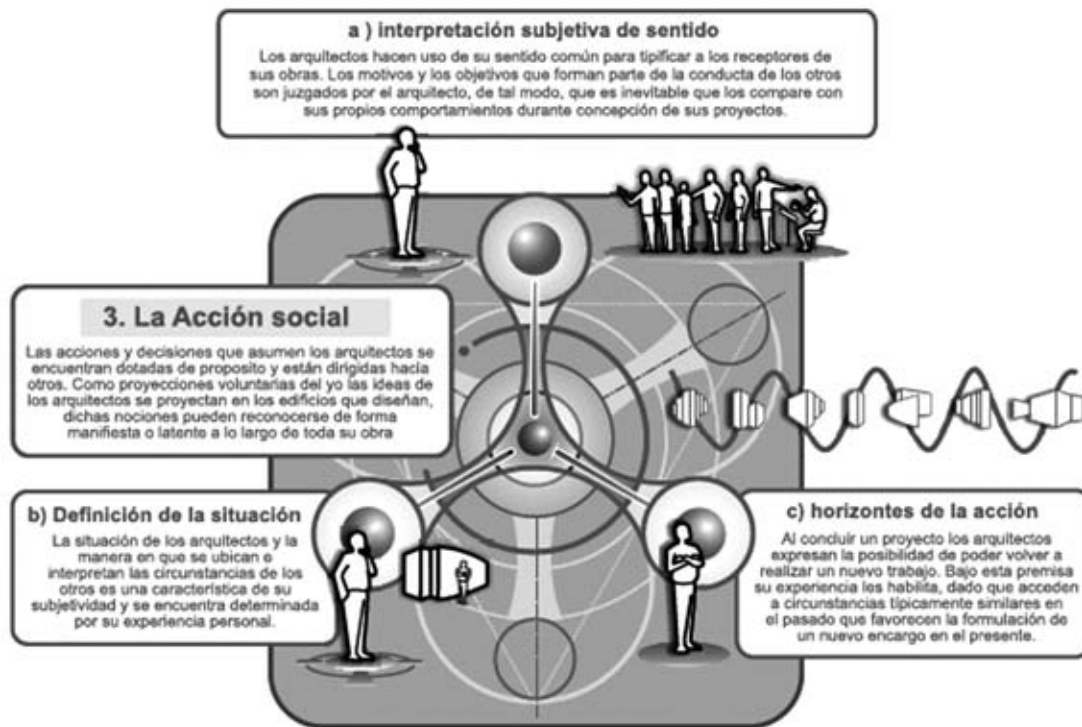 a ) interpretación subjetiva de sentido
Los arquitectos hacen uso de su sentido común para tipificar a los receptores de
sus obras. Los motivos y los objetivos que forman parte de la conducta de los otros
son juzgados por el arquitecto, de tal modo, que es inevitable que los compare con
sus propios comportamientos durante concepción de sus proyectos.
3. La Acción social
Las acciones y decisiones que asumen los arquitectos se
encuentran dotadas de proposito y están dirigidas hacia
otros. Como proyecciones voluntarias del yo las ideas de
los arquitectos se proyectan en los edificios que diseñan,
dichas nociones pueden reconocerse de forma
manifiesta o latente a lo largo de toda su obra
b) Definición de la situación
La situación de los arquitectos y la
manera en que se ubican e
interpretan las circunstancias de los
otros es una característica de su
subjetividad y se encuentra determinada
por su experiencia personal.
c) horizontes de la acción
Al concluir un proyecto los arquitectos
expresan la posibilidad de poder volver a
realizar un nuevo trabajo. Bajo esta premisa
su experiencia les habilita, dado que acceden
a circunstancias típicamente similares en
el pasado que favorecen la formulación de
un nuevo encargo en el presente.